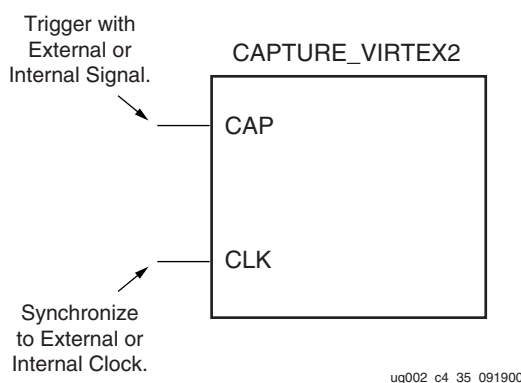 Trigger with
External or
Internal Signal.
CAPTURE_VIRTEX2
CAP
CLK
Synchronize
to External or
Internal Clock.
ug002_c4_35_091900